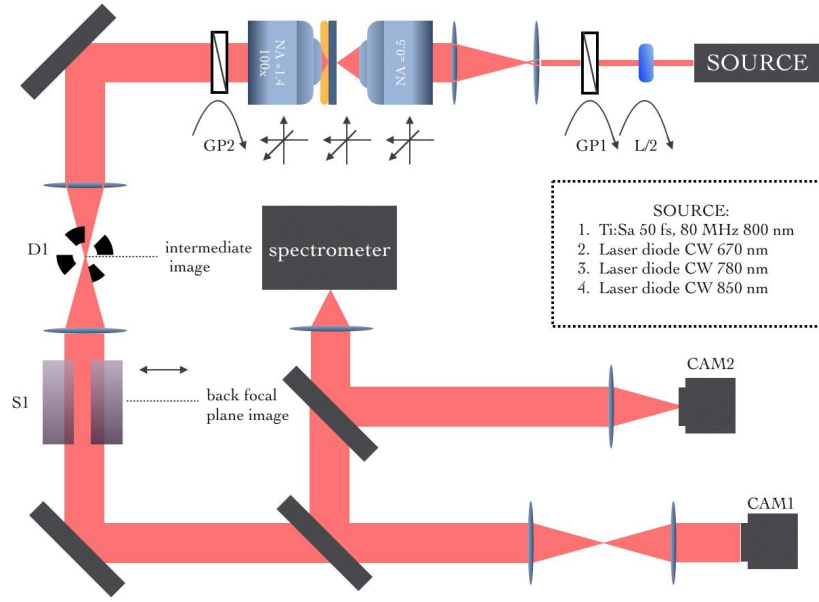 NA =1.4
100x
NA =0.5
SOURCE
GP2
GP1
L/2
SOURCE:
1. Ti:Sa 50 fs, 80 MHz 800 nm
2. Laser diode CW 670 nm
3. Laser diode CW 780 nm
4. Laser diode CW 850 nm
D1
intermediate
image
spectrometer
CAM2
S1
back focal
plane image
CAM1